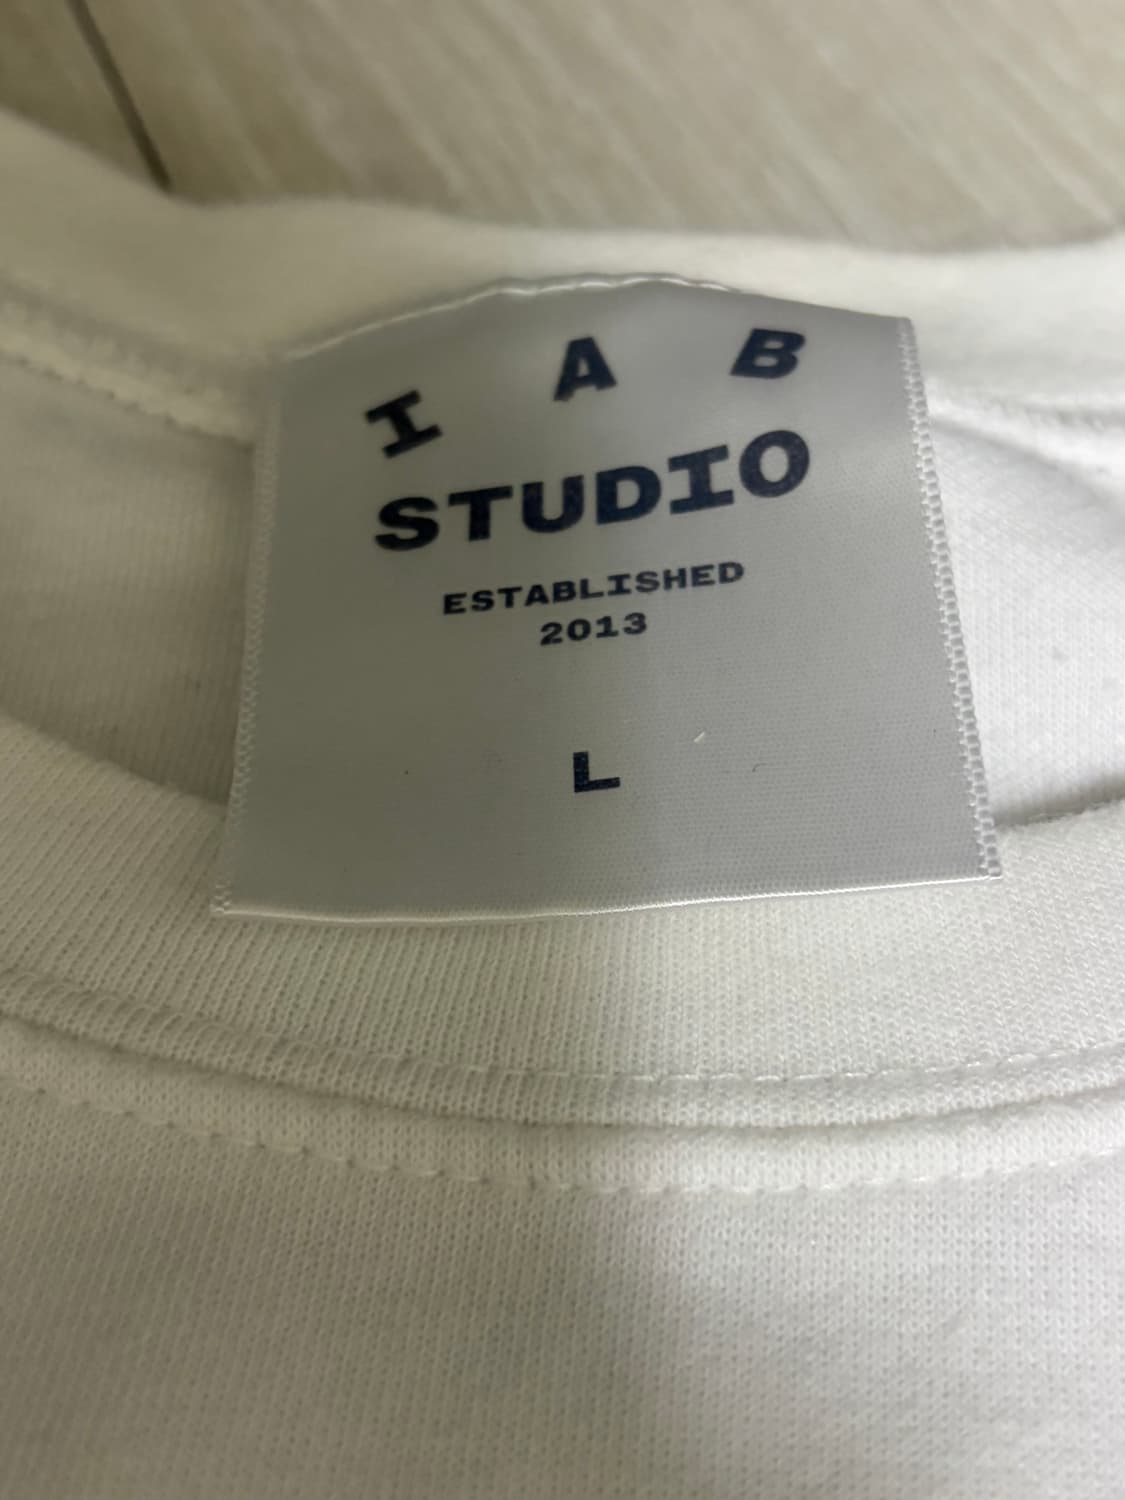 I A B
STUDIO
ESTABLISHED
2013
L